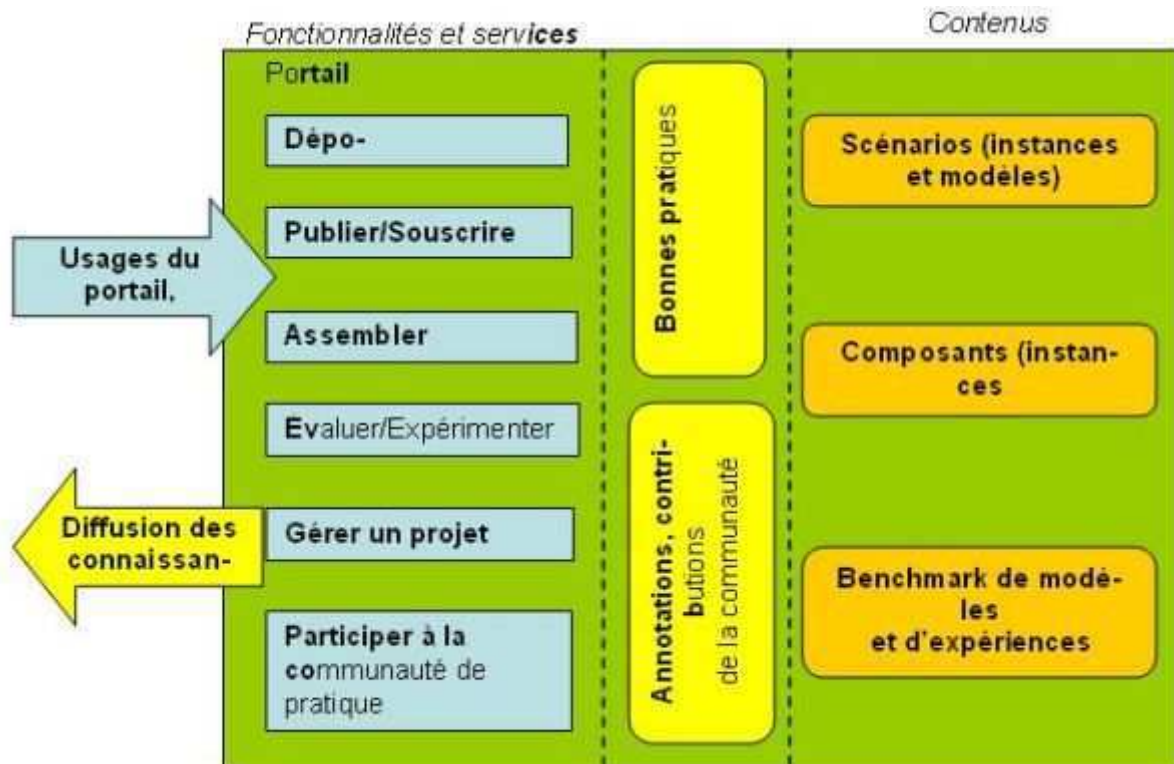 Fonctionnalités et services
Contenus
Portail
Dépo-
Publier/Souscrire
Assembler
Evaluer/Expérimenter
Gérer un projet
Participer à la
communauté de
pratique
Usages du
portail,
Diffusion des
connaissan-
Bonnes pratiques
Annotations, contri-
butions
de la communauté
Scénarios (instances
et modèles)
Composants (instan-
ces
Benchmark de modè-
les
et d'expériences